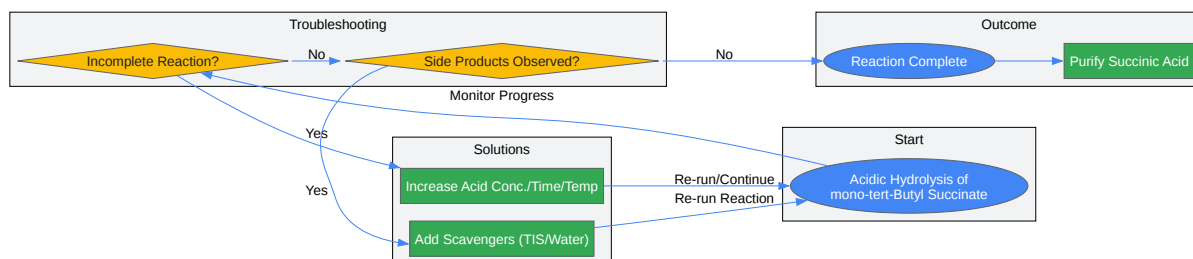 Troubleshooting
Outcome
Incomplete Reaction?
No
Side Products Observed?
No
Reaction Complete
Purify Succinic Acid
Monitor Progress
Yes
Solutions
Start
Increase Acid Conc./Time/Temp
Re-run/Continue
Acidic Hydrolysis of
mono-tert-Butyl Succinate
Yes
Re-run Reaction
Add Scavengers (TIS/Water)